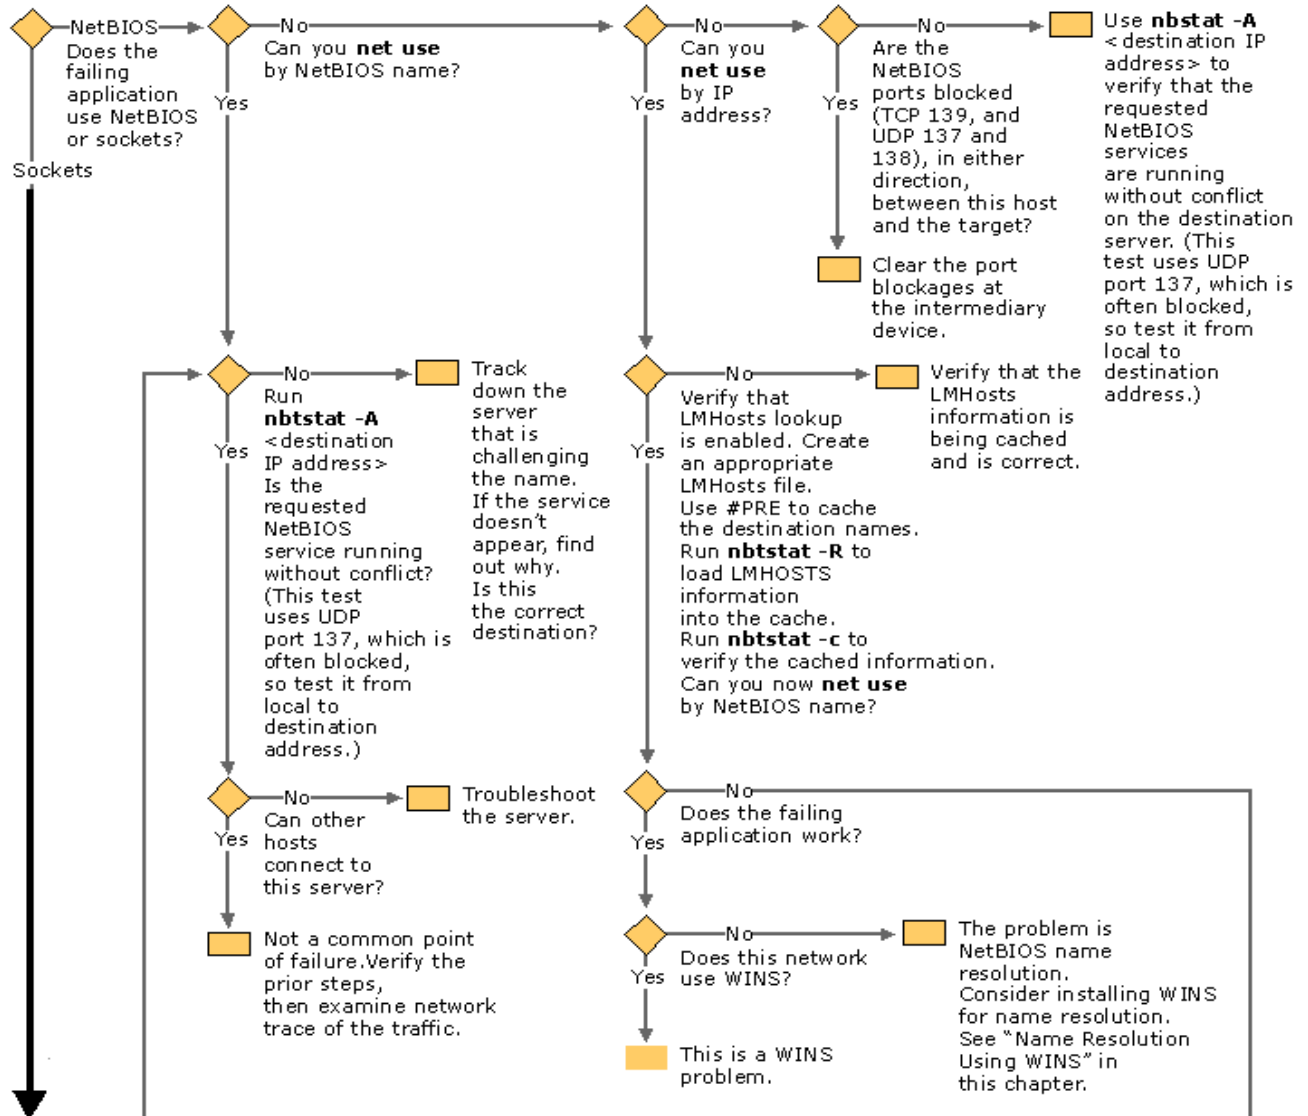 NetBIOS
Does the
failing
application
use NetBIOS
or sockets?
Sockets
No
Can you net use
by NetBIOS name?
Yes
No
Can you
net use
by IP
address?
Yes
No
Are the
NetBIOS
ports blocked
(TCP 139, and
UDP 137 and
138), in either
direction,
between this host
and the target?
Yes
Use nbstat -A
<destination IP
address> to
verify that the
requested
NetBIOS
services
are running
without conflict
on the destination
server. (This
test uses UDP
port 137, which is
often blocked,
so test it from
local to
destination
address.)
Clear the port
blockages at
the intermediary
device.
No
Run
nbtstat -A
<destination
IP address>
Is the
requested
NetBIOS
service running
without conflict?
(This test
uses UDP
port 137, which is
often blocked,
so test it from
local to
destination
address.)
Yes
Track
down the
server
that is
challenging
the name.
If the service
doesn't
appear, find
out why.
Is this
the correct
destination?
No
Verify that
LMHosts lookup
is enabled. Create
an appropriate
LMHosts file.
Use #PRE to cache
the destination names.
Run nbtstat -R to
load LMHOSTS
information
into the cache.
Run nbtstat -c to
verify the cached information.
Can you now net use
by NetBIOS name?
Yes
Verify that the
LMHosts
information is
being cached
and is correct.
No
Can other
hosts
connect to
this server?
Yes
Troubleshoot
the server.
No
Does the failing
application work?
Yes
Not a common point
of failure.Verify the
prior steps,
then examine network
trace of the traffic.
No
Does this network
use WINS?
Yes
The problem is
NetBIOS name
resolution.
Consider installing WINS
for name resolution.
See "Name Resolution
Using WINS" in
this chapter.
This is a WINS
problem.